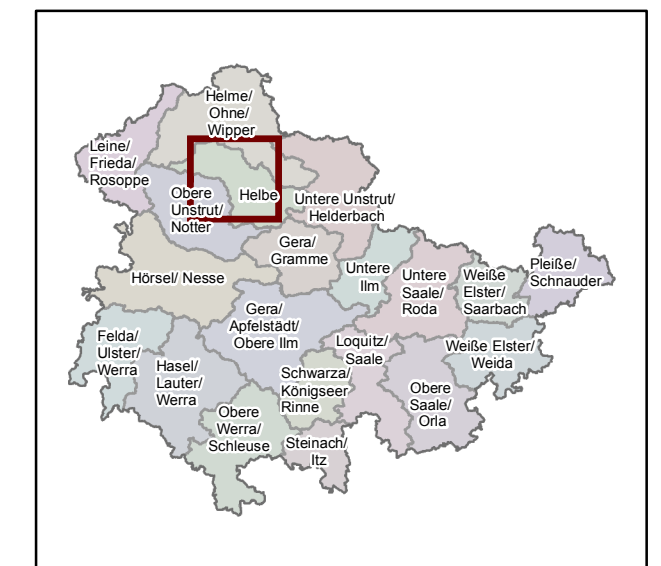 Helme/
Ohne/
Wipper
Leine/
Frieda/
Rosoppe
Obere
Unstrut/
Notter
Helbe
Untere Unstrut/
Helderbach
Gera/
Gramme
Hörsel/ Nesse
Untere
Ilm
Untere
Saale/
Roda
Weiße
Elster/
Saarbach
Pleiße/
Schnauder
Gera/
Apfelstädt/
Obere Ilm
Felda/
Ulster/
Werra
Hasel/
Lauter/
Werra
Loquitz/
Saale
Weiße Elster/
Weida
Schwarza/
Königseer
Rinne
Obere
Saale/
Orla
Obere
Werra/
Schleuse
Steinach/
Itz